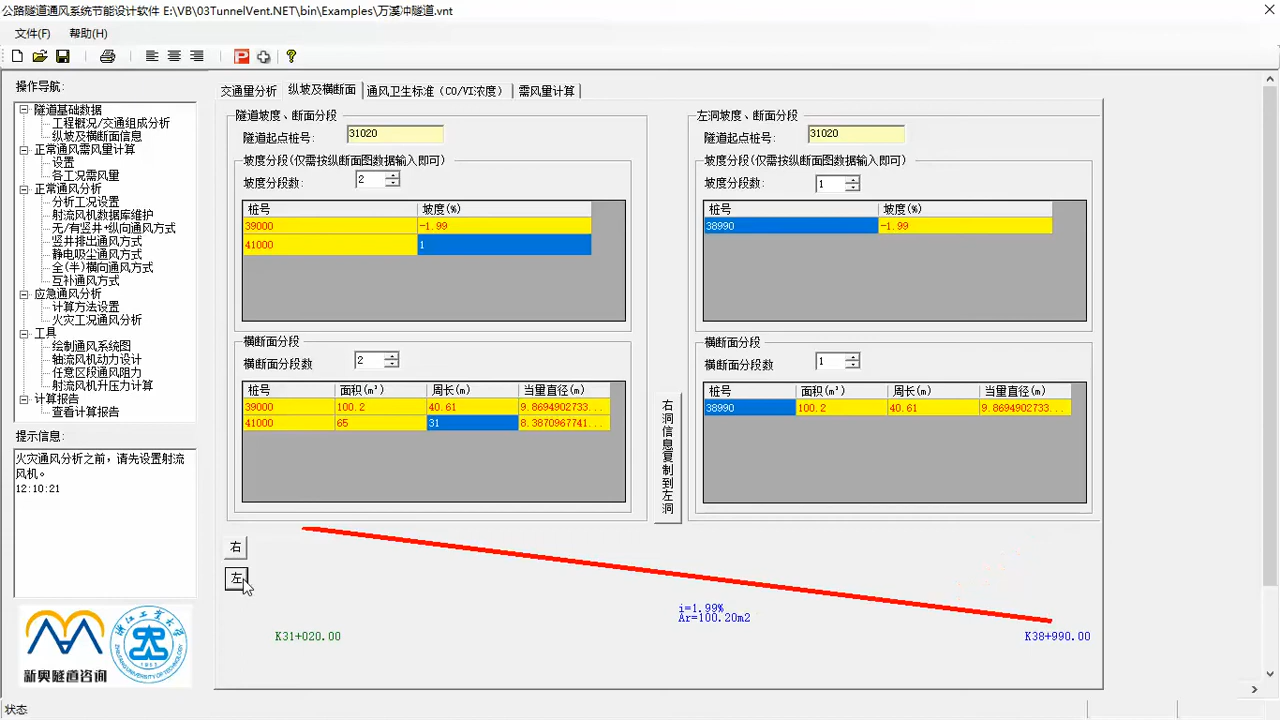 公路隧道通风系统节能设计软件 E:\VB\03TunnelVent.NET\bin\Examples\万溪冲隧道.vnt
文件(F) 帮助(H)
操作导航:
隧道基础数据
工程概况/交通组成分析
纵坡及横断面信息
正常通风需风量计算
设置
各工况需风量
正常通风分析
分析工况设置
射流风机数据库维护
无/有竖井+纵向通风方式
竖井排出通风方式
静电吸尘通风方式
全(半)横向通风方式
互补通风方式
应急通风分析
计算方法设置
火灾工况通风分析
工具
绘制通风系统图
轴流风机动力设计
任意区段通风阻力
射流风机升压力计算
计算报告
查看计算报告
提示信息:
火灾通风分析之前，请先设置射流
风机。
12:10:21
新奥隧道咨询
浙江工业大学
ZHEJIANG UNIVERSITY OF TECHNOLOGY
1953
交通量分析 纵坡及横断面 通风卫生标准（CO/VI浓度） 需风量计算
隧道坡度、断面分段
隧道起点桩号: 31020
坡度分段(仅需按纵断面图数据输入即可)
坡度分段数: 2
桩号 坡度(%)
39000 -1.99
41000 1
横断面分段
横断面分段数 2
桩号 面积(m²) 周长(m) 当量直径(m)
39000 100.2 40.61 9.8694902733...
41000 65 31 8.3870967741...
右洞信息复制到左洞
左洞坡度、断面分段
隧道起点桩号: 31020
坡度分段(仅需按纵断面图数据输入即可)
坡度分段数: 1
桩号 坡度(%)
38990 -1.99
横断面分段
横断面分段数 1
桩号 面积(m²) 周长(m) 当量直径(m)
38990 100.2 40.61 9.8694902733...
右
左
i=1.99%
Ar=100.20m2
K31+020.00 K38+990.00
状态